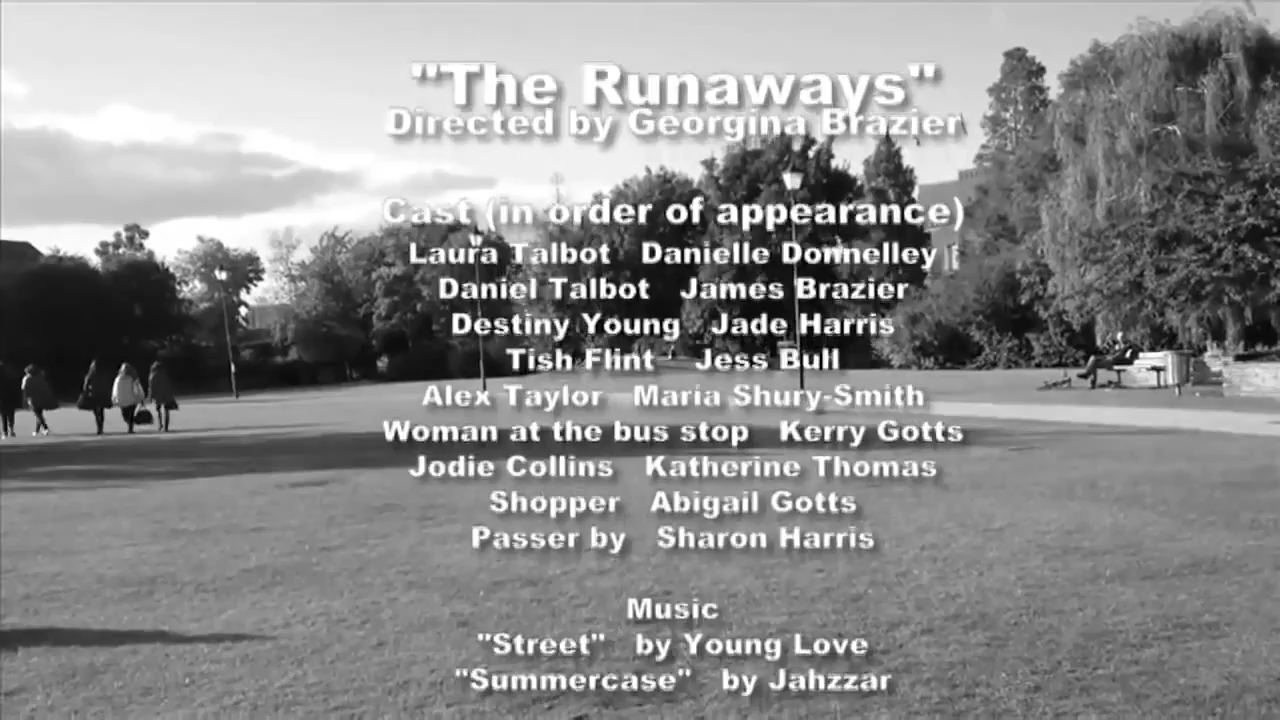 "The Runaways"
Directed by Georgina Brazier
Cast (in order of appearance)
Laura Talbot Danielle Donnelley
Daniel Talbot James Brazier
Destiny Young Jade Harris
Tish Flint Jess Bull
Alex Taylor Maria Shury-Smith
Woman at the bus stop Kerry Gotts
Jodie Collins Katherine Thomas
Shopper Abigail Gotts
Passer by Sharon Harris
Music
"Street" by Young Love
"Summercase" by Jahzzar